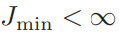 J_min < ∞